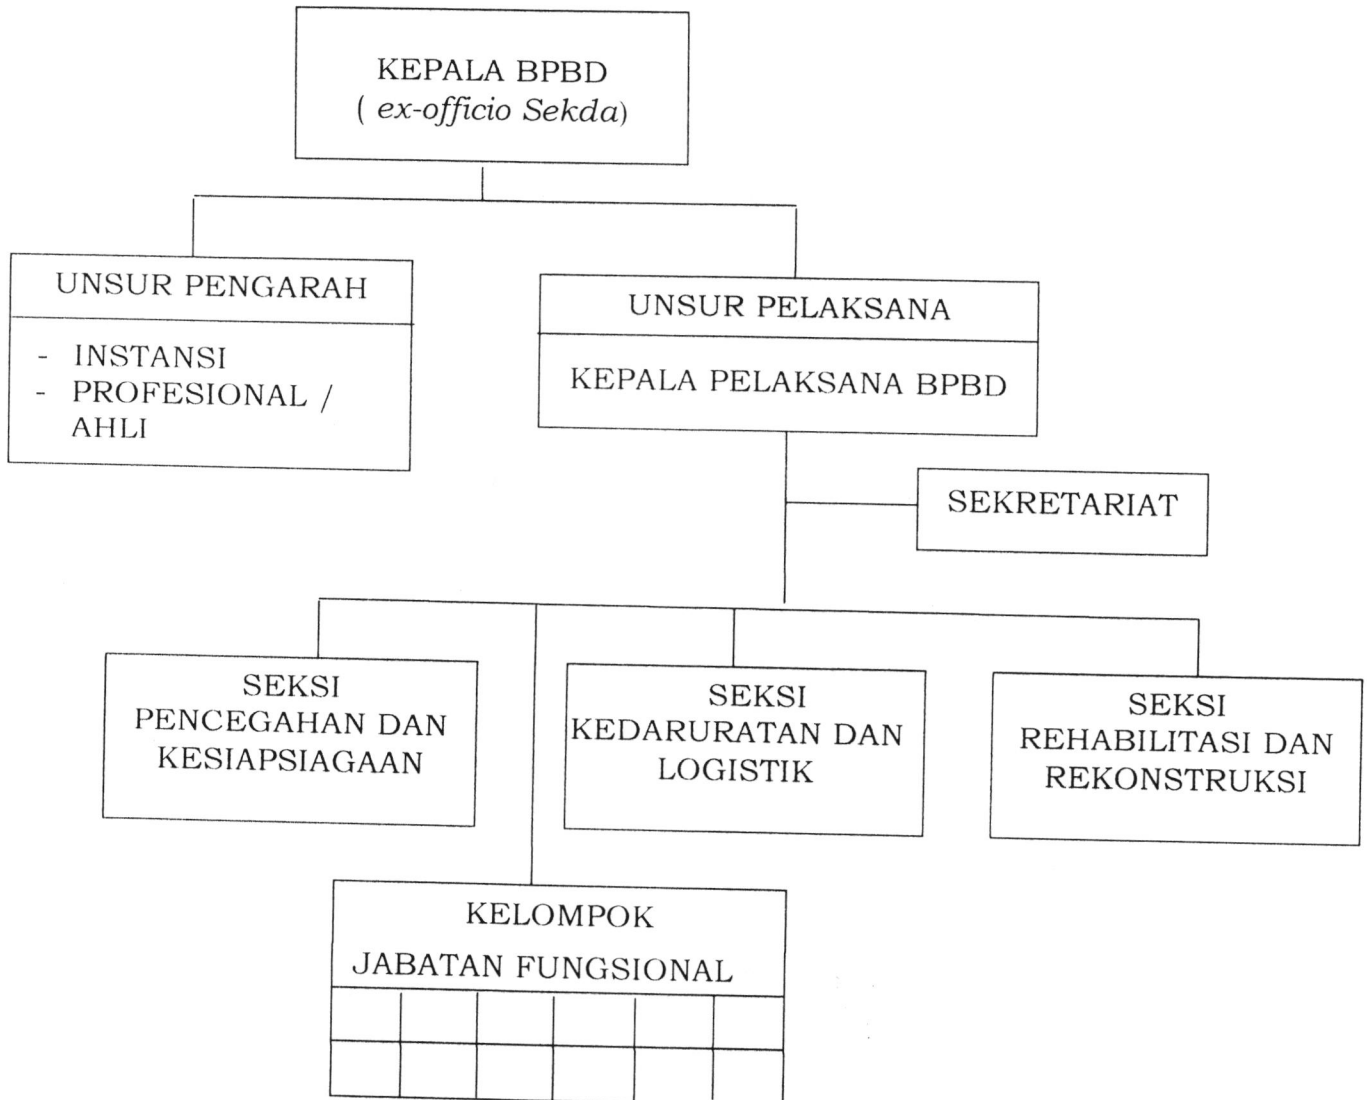 KEPALA BPBD
( ex-officio Sekda)
UNSUR PENGARAH
- INSTANSI
- PROFESIONAL /
AHLI
UNSUR PELAKSANA
KEPALA PELAKSANA BPBD
SEKRETARIAT
SEKSI
PENCEGAHAN DAN
KESIAPSIAGAAN
SEKSI
KEDARURATAN DAN
LOGISTIK
SEKSI
REHABILITASI DAN
REKONSTRUKSI
KELOMPOK
JABATAN FUNGSIONAL